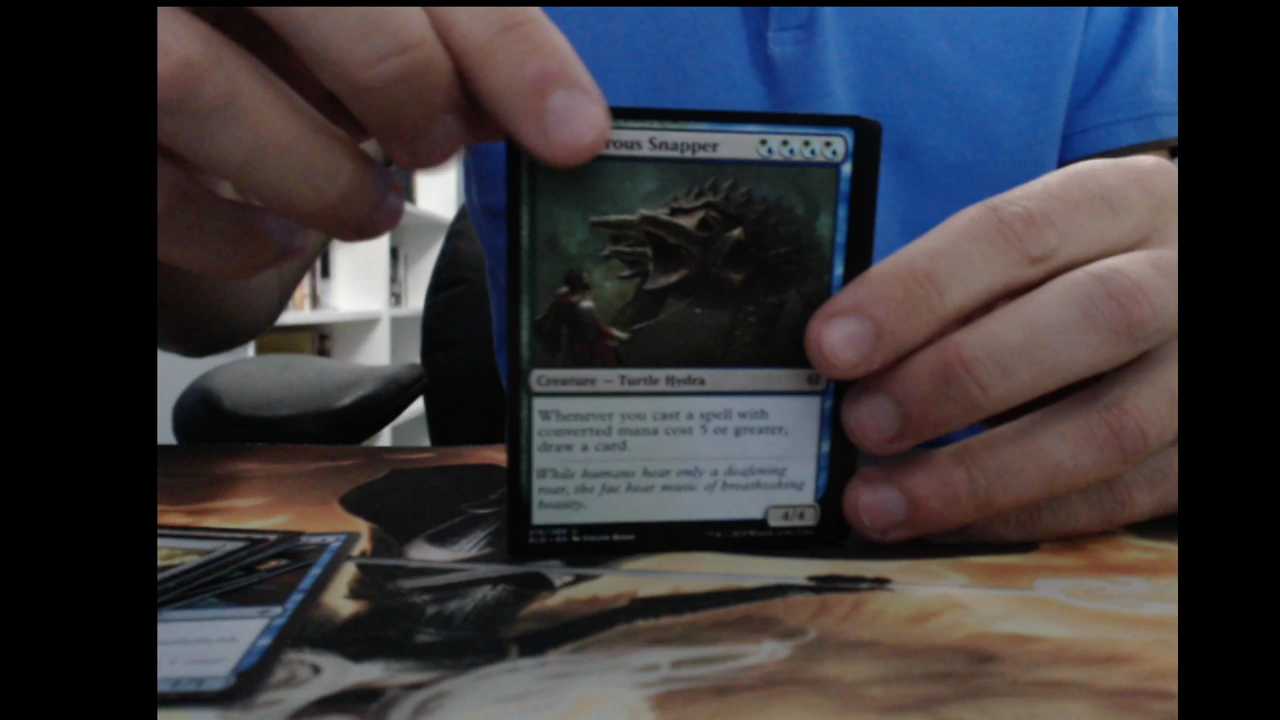 rous Snapper
Creature — Turtle Hydra
Whenever you cast a spell with
converted mana cost 5 or greater,
draw a card.
While humans hear only a deafening
roar, the fae hear music of breathtaking
beauty.
4/4